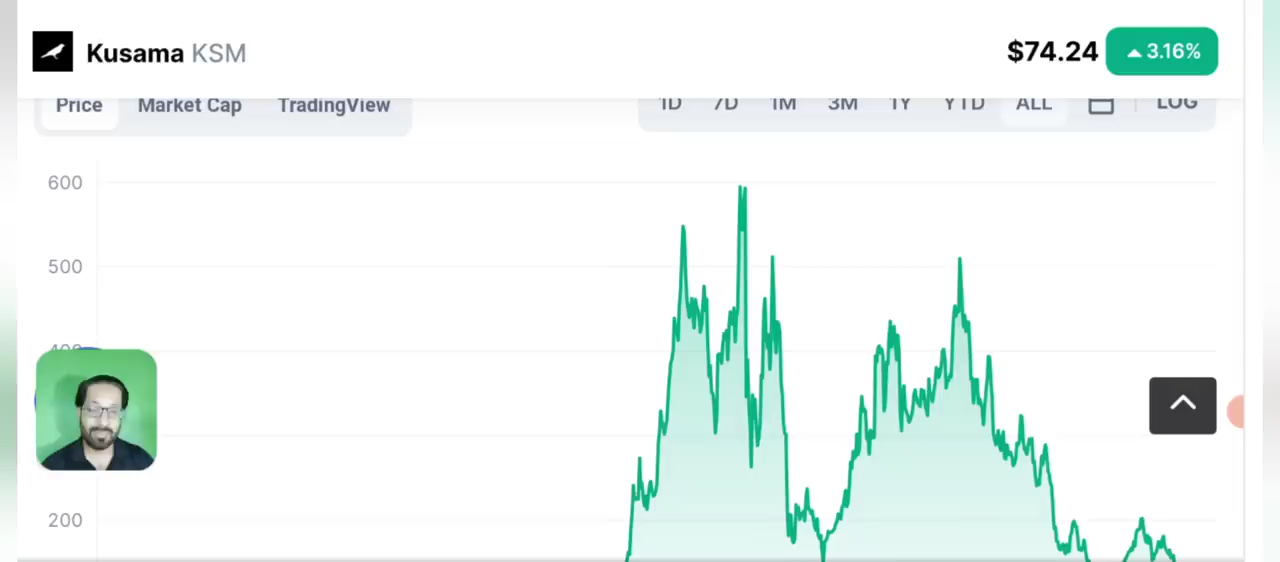 Kusama KSM
$74.24 3.16%
Price Market Cap TradingView
1D 7D 1M 3M 1Y YTD ALL LOG
600
500
400
200